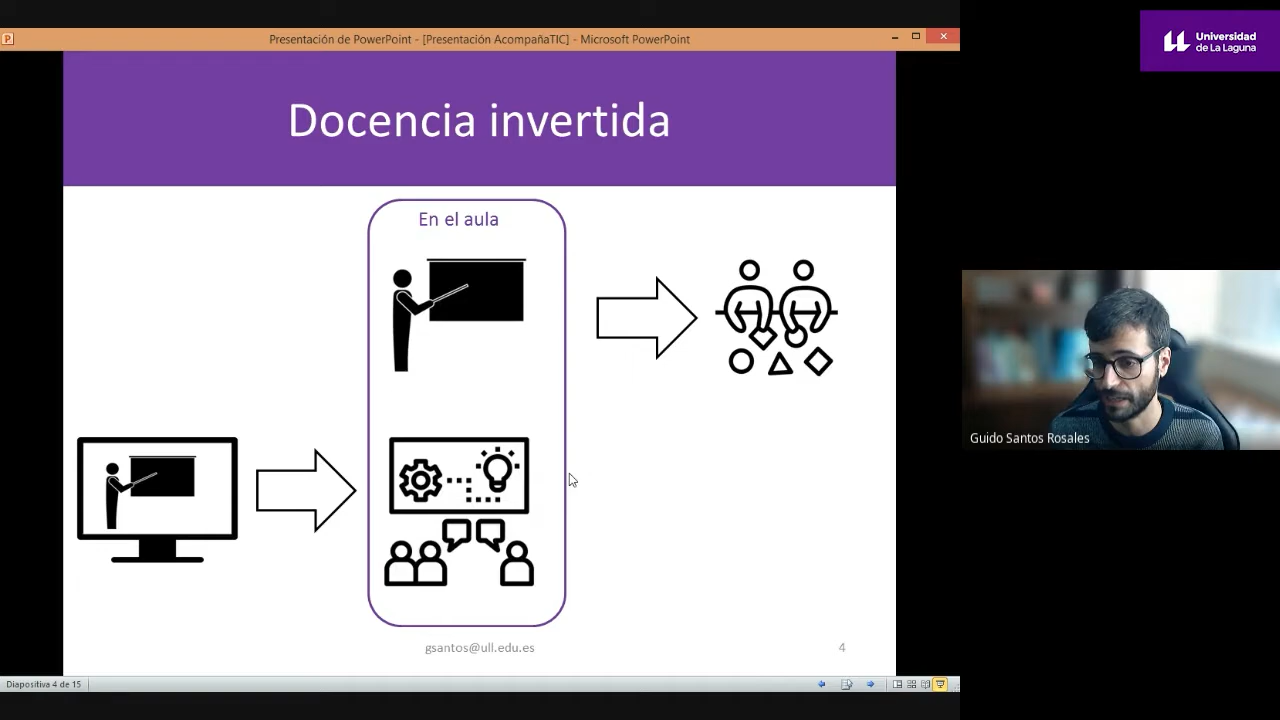 Presentación de PowerPoint - [Presentación AcompañaTIC] - Microsoft PowerPoint
Universidad
de La Laguna
Docencia invertida
En el aula
Guido Santos Rosales
gsantos@ull.edu.es
4
Diapositiva 4 de 15